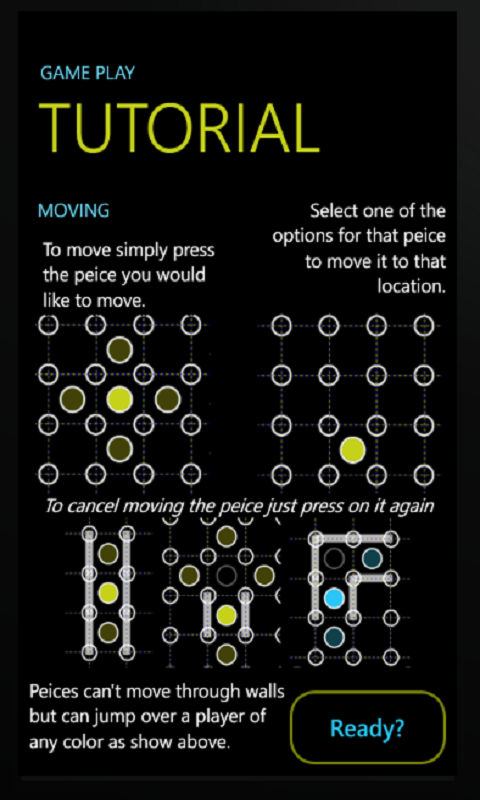 GAME PLAY
TUTORIAL
MOVING
To move simply press
the peice you would
like to move.
Select one of the
options for that peice
to move it to that
location.
To cancel moving the peice just press on it again
Peices can't move through walls
but can jump over a player of
any color as show above.
Ready?